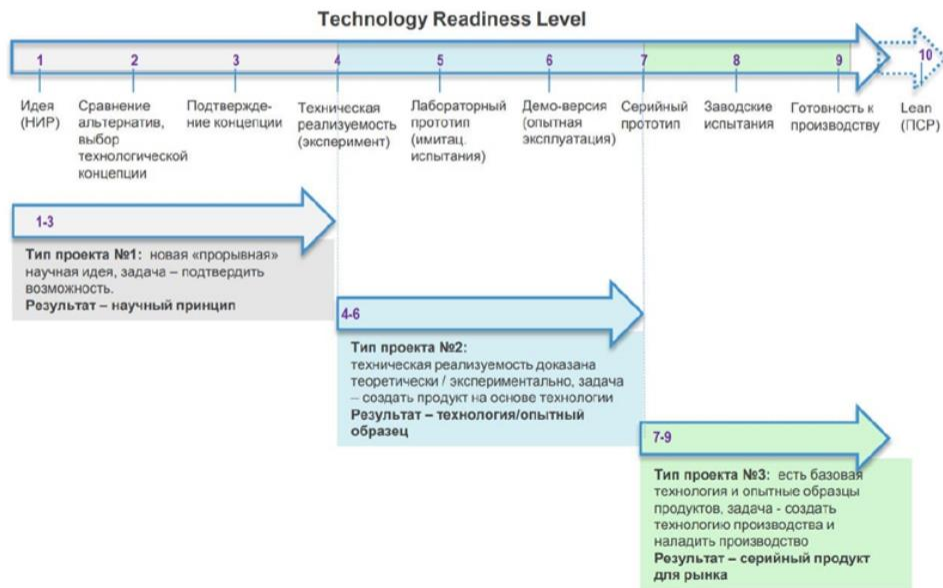 Technology Readiness Level
1 2 3 4 5 6 7 8 9 10
Идея
(НИР)
Сравнение
альтернатив,
выбор
технологической
концепции
Подтвержде-
ние концепции
Техническая
реализуемость
(эксперимент)
Лабораторный
прототип
(имитац.
испытания)
Демо-версия
(опытная
эксплуатация)
Серийный
прототип
Заводские
испытания
Готовность к
производству
Lean
(ПСР)
1-3
Тип проекта №1: новая «прорывная»
научная идея, задача – подтвердить
возможность.
Результат – научный принцип
4-6
Тип проекта №2:
техническая реализуемость доказана
теоретически / экспериментально, задача
– создать продукт на основе технологии
Результат – технология/опытный
образец
7-9
Тип проекта №3: есть базовая
технология и опытные образцы
продуктов, задача - создать
технологию производства и
наладить производство
Результат – серийный продукт
для рынка